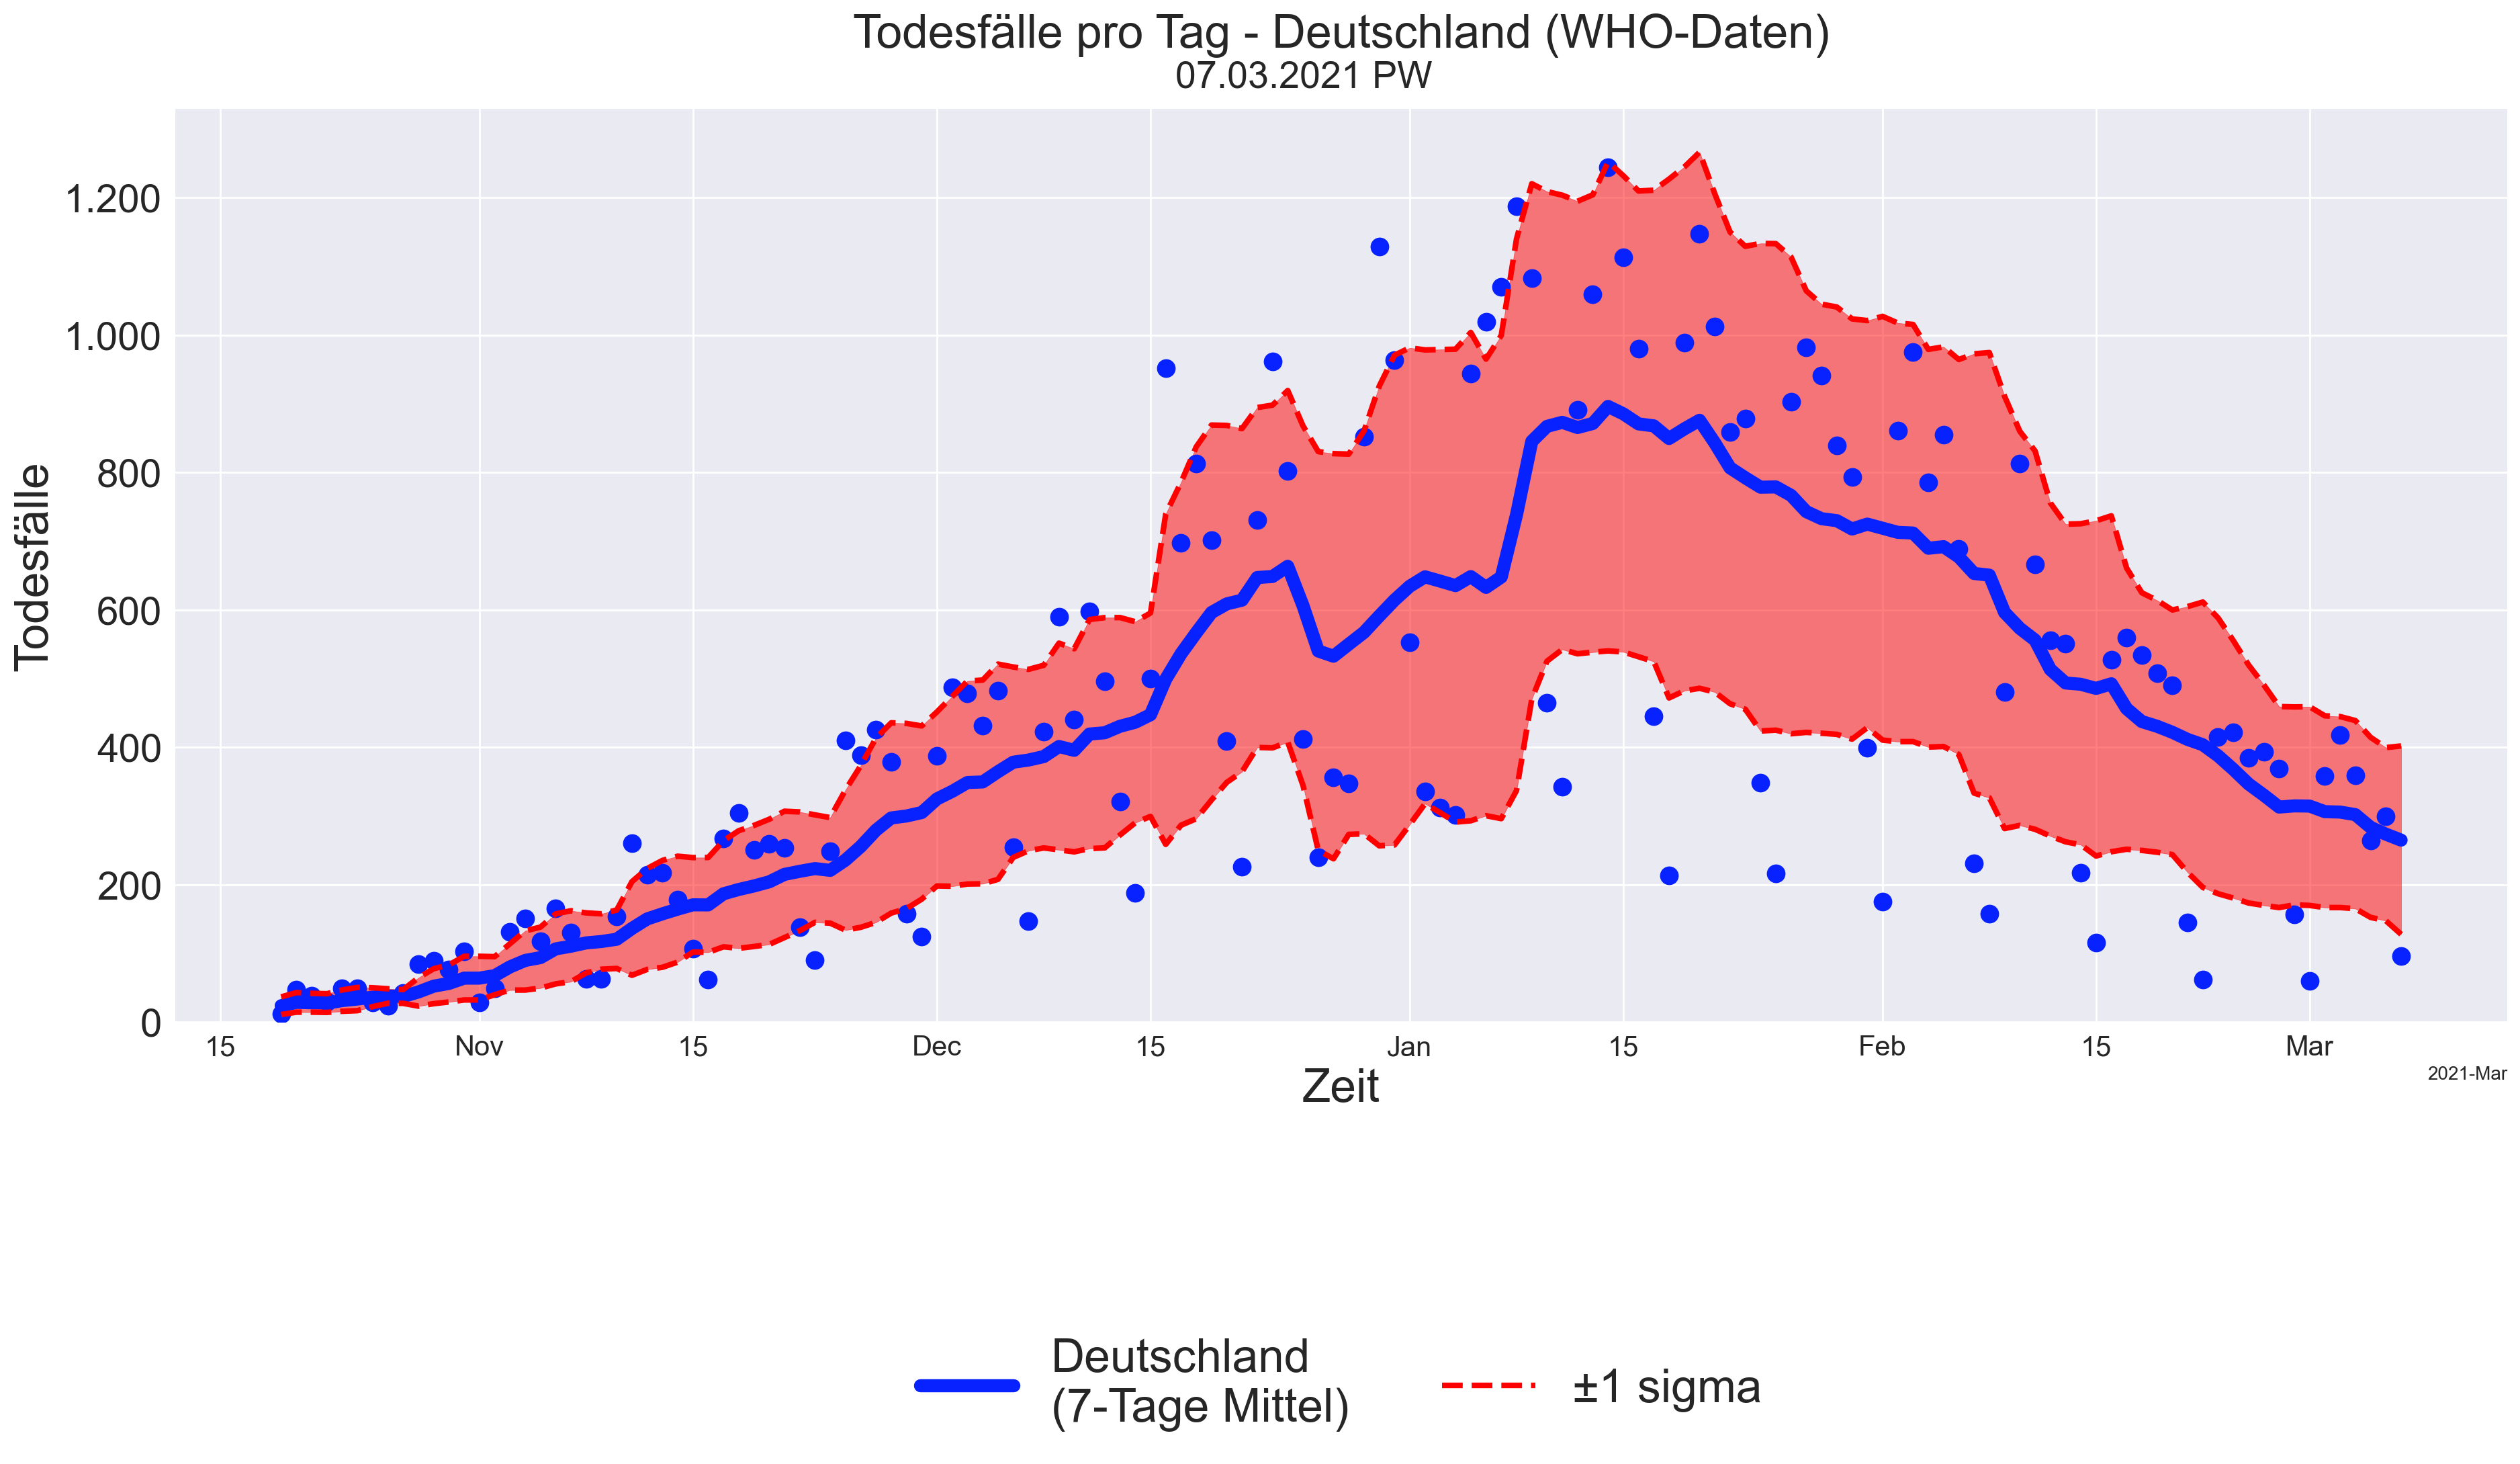 Todesfälle pro Tag - Deutschland (WHO-Daten)
07.03.2021 PW
Todesfälle
1.200
1.000
800
600
400
200
0
15 Nov 15 Dec 15 Jan 15 Feb 15 Mar
2021-Mar
Zeit
Deutschland
(7-Tage Mittel)
±1 sigma